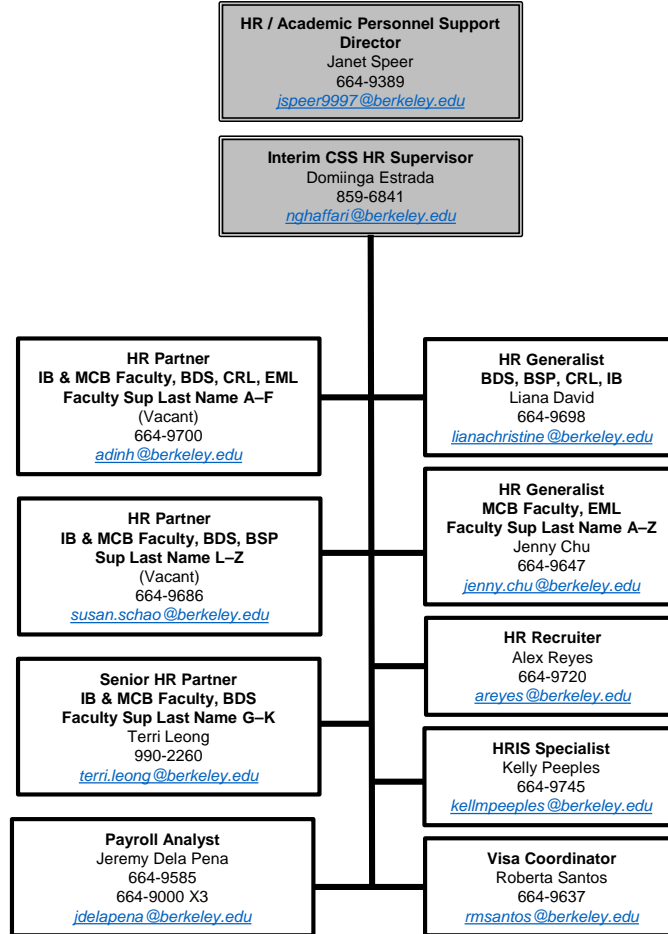 HR / Academic Personnel Support
Director
Janet Speer
664-9389
jspeer9997@berkeley.edu
Interim CSS HR Supervisor
Domiinga Estrada
859-6841
nghaffari@berkeley.edu
HR Partner
IB & MCB Faculty, BDS, CRL, EML
Faculty Sup Last Name A–F
(Vacant)
664-9700
adinh@berkeley.edu
HR Generalist
BDS, BSP, CRL, IB
Liana David
664-9698
lianachristine@berkeley.edu
HR Partner
IB & MCB Faculty, BDS, BSP
Sup Last Name L–Z
(Vacant)
664-9686
susan.schao@berkeley.edu
HR Generalist
MCB Faculty, EML
Faculty Sup Last Name A–Z
Jenny Chu
664-9647
jenny.chu@berkeley.edu
Senior HR Partner
IB & MCB Faculty, BDS
Faculty Sup Last Name G–K
Terri Leong
990-2260
terri.leong@berkeley.edu
HR Recruiter
Alex Reyes
664-9720
areyes@berkeley.edu
HRIS Specialist
Kelly Peeples
664-9745
kellmpeeples@berkeley.edu
Payroll Analyst
Jeremy Dela Pena
664-9585
664-9000 X3
jdelapena@berkeley.edu
Visa Coordinator
Roberta Santos
664-9637
rmsantos@berkeley.edu